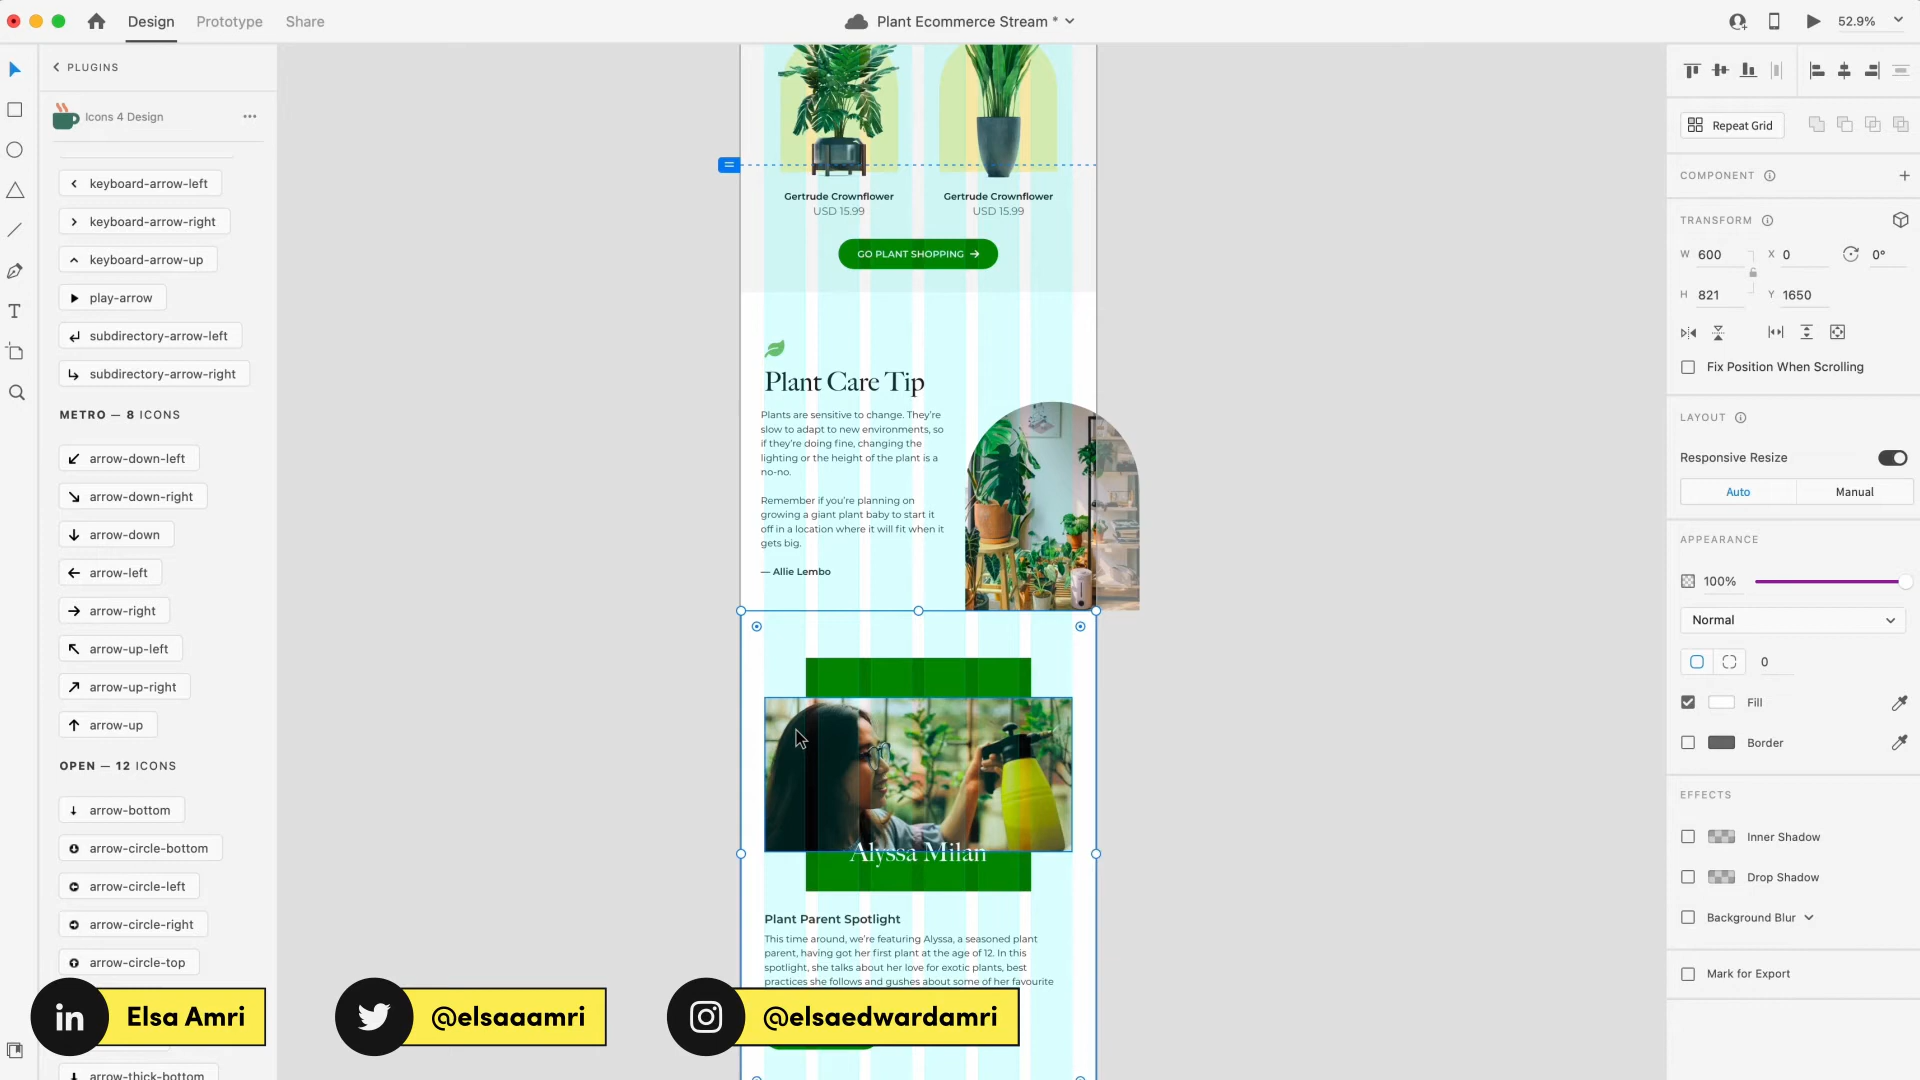 Design
Prototype
Share
Plant Ecommerce Stream *
52.9%
PLUGINS
Icons 4 Design
keyboard-arrow-left
keyboard-arrow-right
keyboard-arrow-up
play-arrow
subdirectory-arrow-left
subdirectory-arrow-right
METRO — 8 ICONS
arrow-down-left
arrow-down-right
arrow-down
arrow-left
arrow-right
arrow-up-left
arrow-up-right
arrow-up
OPEN — 12 ICONS
arrow-bottom
arrow-circle-bottom
arrow-circle-left
arrow-circle-right
arrow-circle-top
arrow-thick-bottom
Gertrude Crownflower
USD 15.99
Gertrude Crownflower
USD 15.99
GO PLANT SHOPPING
Plant Care Tip
Plants are sensitive to change. They're
slow to adapt to new environments, so
if they're doing fine, changing the
lighting or the height of the plant is a
no-no.
Remember if you're planning on
growing a giant plant baby to start it
off in a location where it will fit when it
gets big.
— Allie Lembo
Alyssa Milan
Plant Parent Spotlight
This time around, we're featuring Alyssa, a seasoned plant
parent, having got her first plant at the age of 12. In this
spotlight, she talks about her love for exotic plants, best
practices she follows and gushes about some of her favourite
in
Elsa Amri
@elsaaamri
@elsaedwardamri
Repeat Grid
COMPONENT
TRANSFORM
W 600
X 0
0°
H 821
Y 1650
Fix Position When Scrolling
LAYOUT
Responsive Resize
Auto
Manual
APPEARANCE
100%
Normal
0
Fill
Border
EFFECTS
Inner Shadow
Drop Shadow
Background Blur
Mark for Export